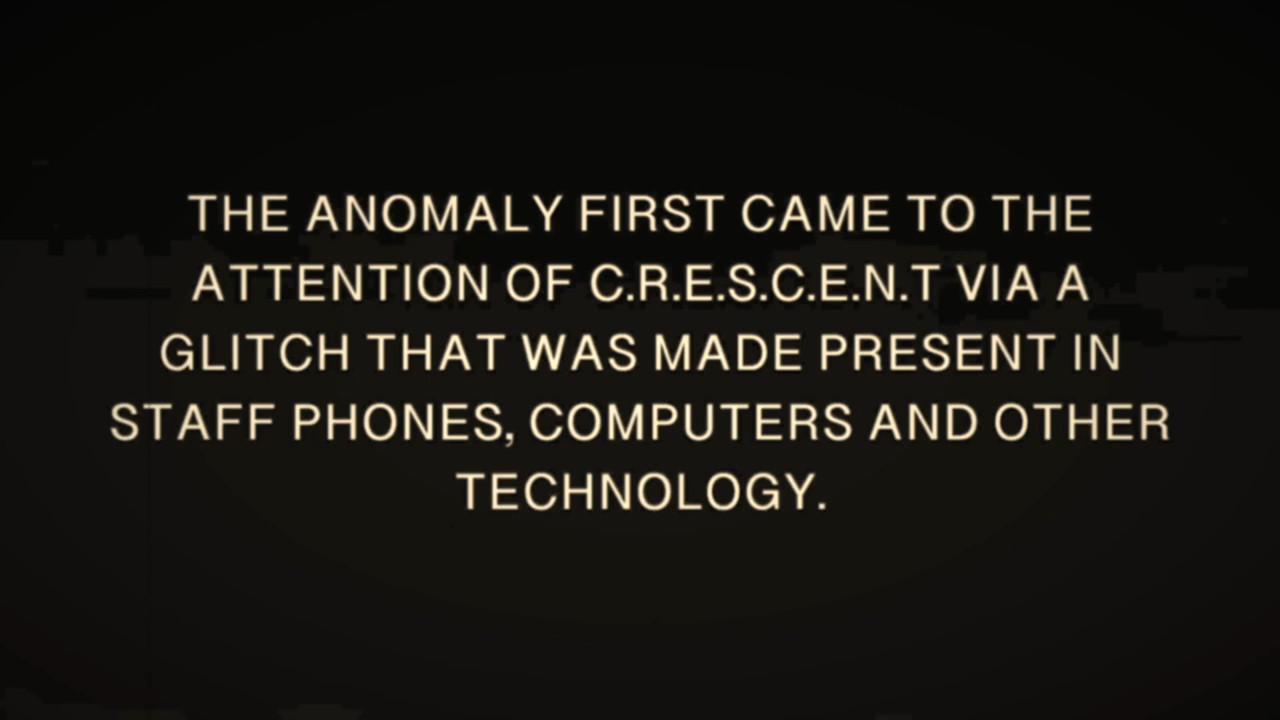 THE ANOMALY FIRST CAME TO THE
ATTENTION OF C.R.E.S.C.E.N.T VIA A
GLITCH THAT WAS MADE PRESENT IN
STAFF PHONES, COMPUTERS AND OTHER
TECHNOLOGY.